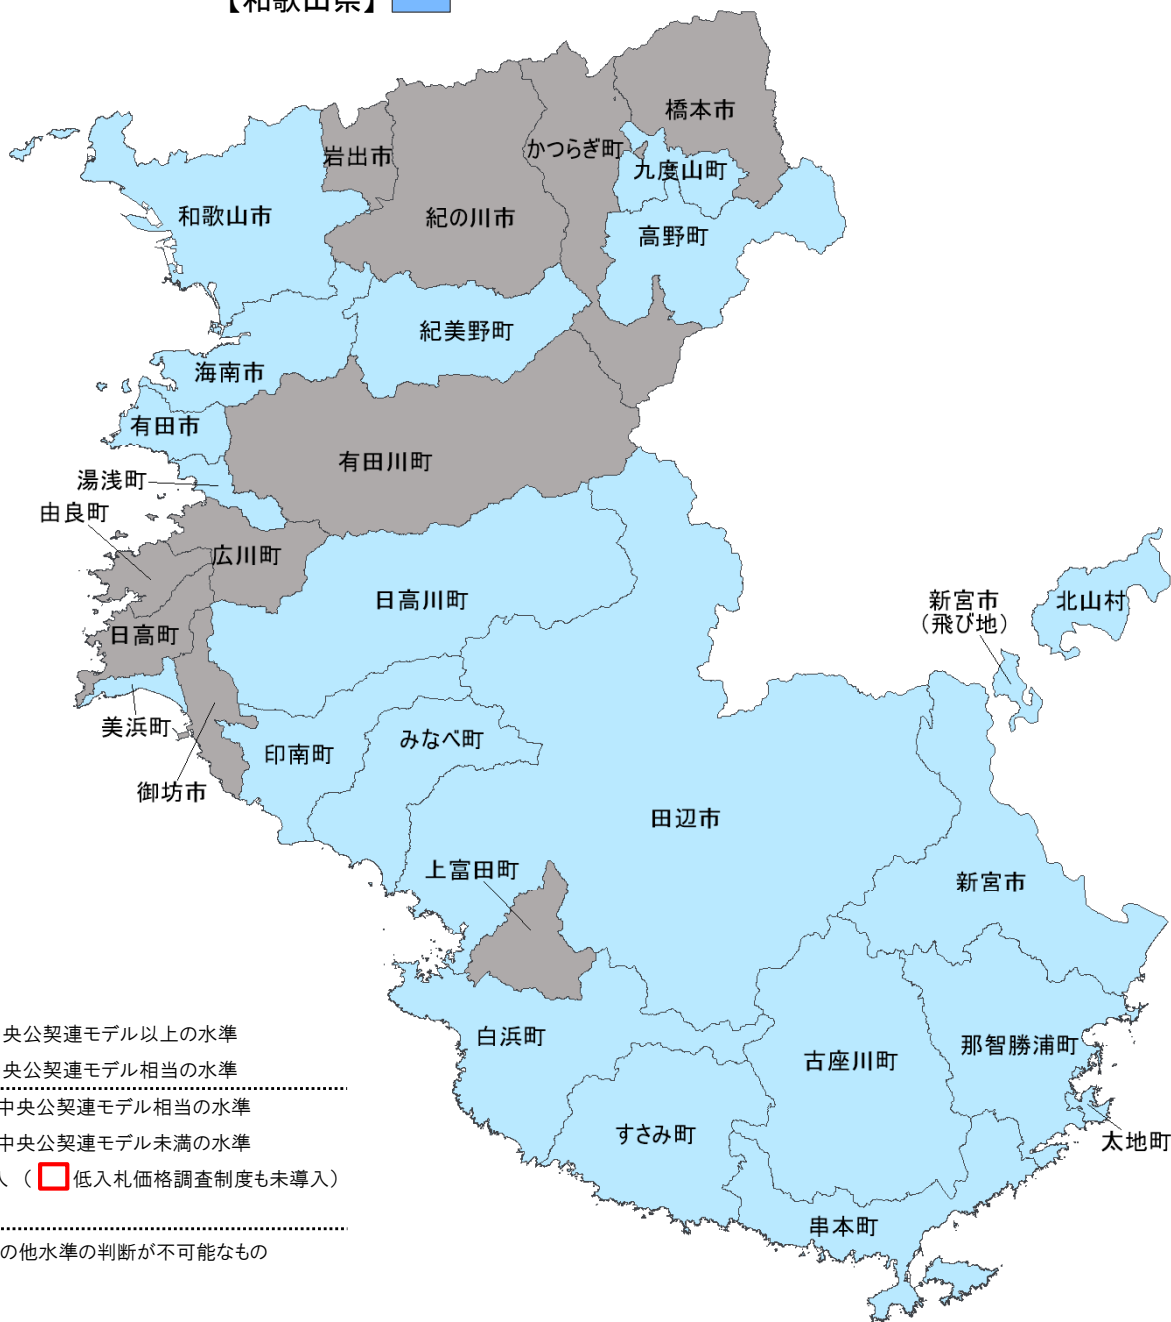 【和歌山県】
橋本市
かつらぎ町
岩出市
九度山町
和歌山市
紀の川市
高野町
紀美野町
海南市
有田市
有田川町
湯浅町
由良町
広川町
日高川町
新宮市
（飛び地）
北山村
日高町
美浜町
印南町
みなべ町
御坊市
田辺市
上富田町
新宮市
白浜町
古座川町
那智勝浦町
すさみ町
太地町
串本町
央公契連モデル以上の水準
央公契連モデル相当の水準
中央公契連モデル相当の水準
中央公契連モデル未満の水準
（ 低入札価格調査制度も未導入）
の他水準の判断が不可能なもの